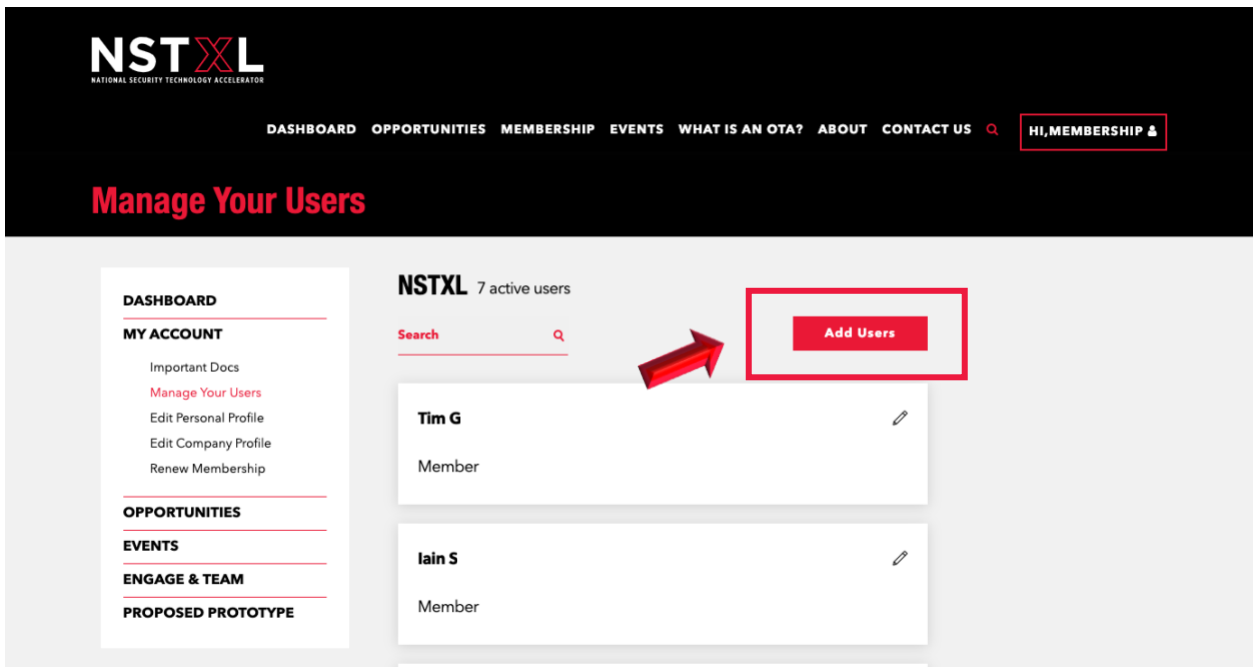 NSTXL
NATIONAL SECURITY TECHNOLOGY ACCELERATOR
DASHBOARD OPPORTUNITIES MEMBERSHIP EVENTS WHAT IS AN OTA? ABOUT CONTACT US HI,MEMBERSHIP
Manage Your Users
DASHBOARD
MY ACCOUNT
Important Docs
Manage Your Users
Edit Personal Profile
Edit Company Profile
Renew Membership
OPPORTUNITIES
EVENTS
ENGAGE & TEAM
PROPOSED PROTOTYPE
NSTXL 7 active users
Search
Add Users
Tim G
Member
Iain S
Member